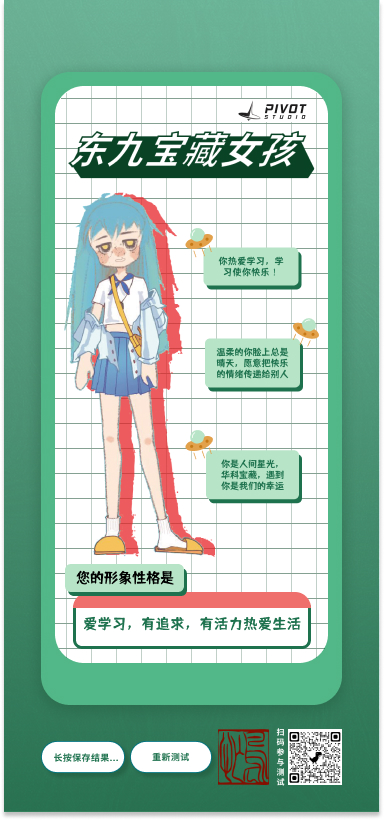 PIVOT
STUDIO
东九宝藏女孩
你热爱学习，学
习使你快乐！
温柔的你脸上总是
晴天，愿意把快乐
的情绪传递给别人
你是人间星光，
华科宝藏，遇到
你是我们的幸运
您的形象性格是
爱学习，有追求，有活力热爱生活
长按保存结果...
重新测试
扫码参与测试